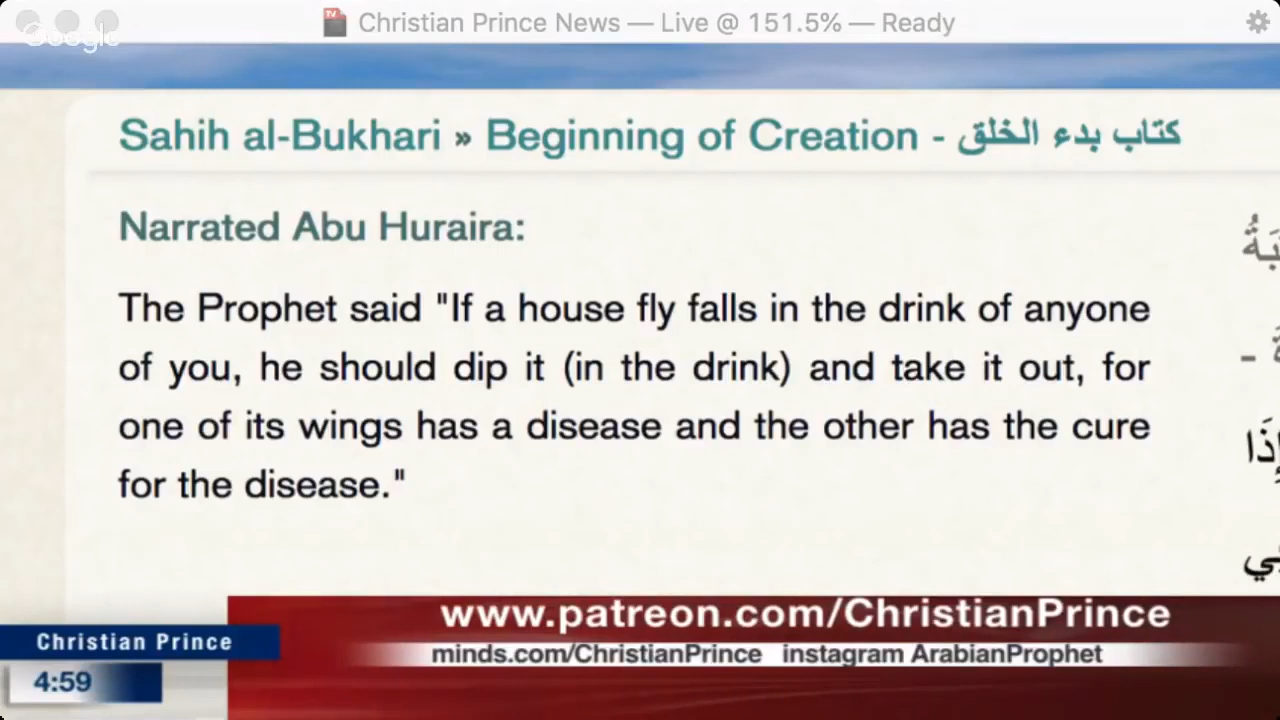 Christian Prince News — Live @ 151.5% — Ready
Google
Sahih al-Bukhari » Beginning of Creation - كتاب بدء الخلق
Narrated Abu Huraira:
The Prophet said "If a house fly falls in the drink of anyone
of you, he should dip it (in the drink) and take it out, for
one of its wings has a disease and the other has the cure
for the disease."
إِذَا
www.patreon.com/ChristianPrince
Christian Prince
minds.com/ChristianPrince instagram ArabianProphet
4:59